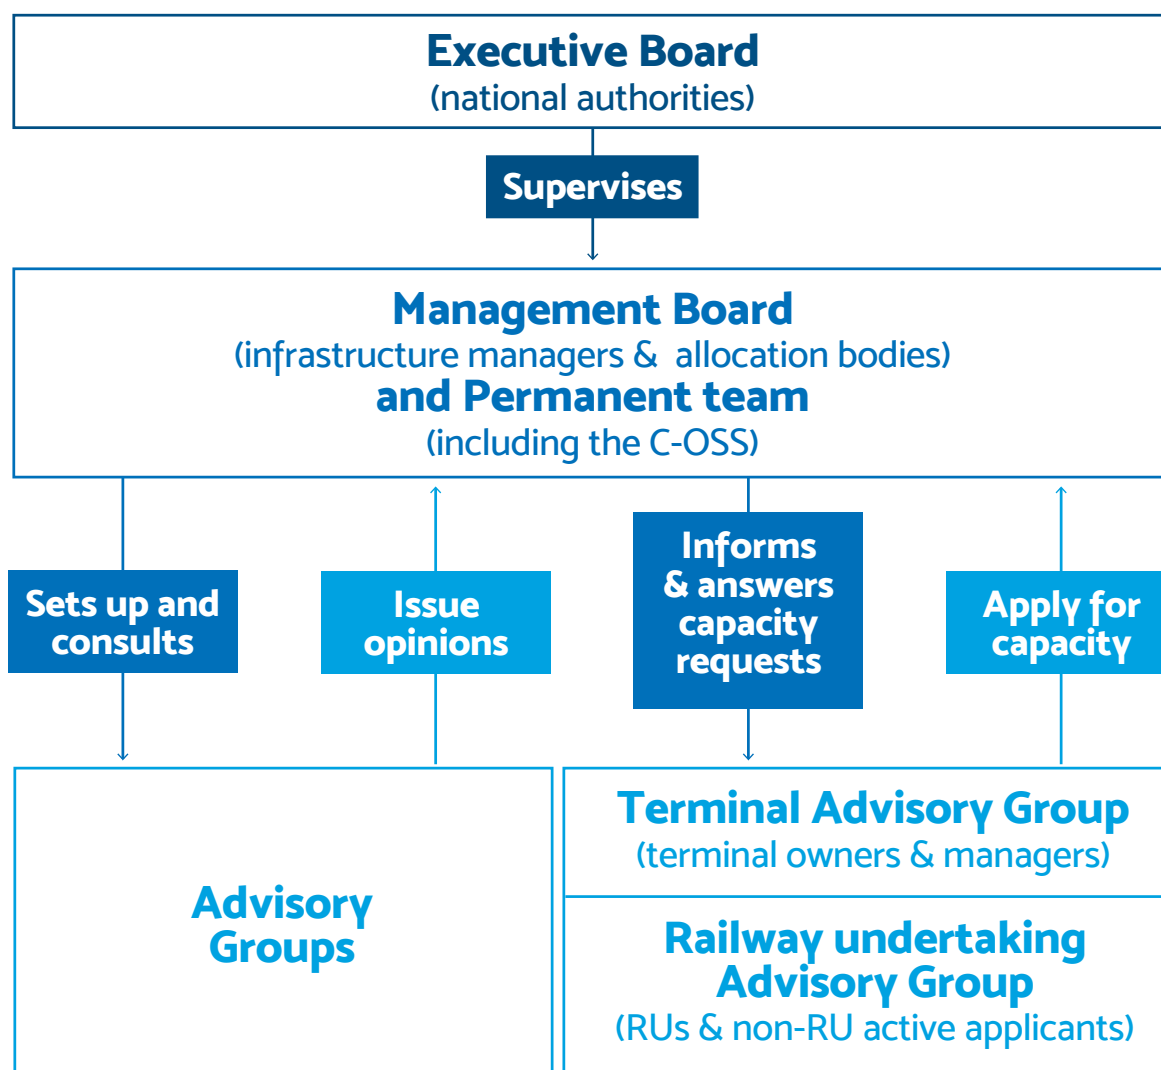 Executive Board
(national authorities)
Supervises
Management Board
(infrastructure managers & allocation bodies)
and Permanent team
(including the C-OSS)
Sets up and
consults
Issue
opinions
Informs
& answers
capacity
requests
Apply for
capacity
Advisory
Groups
Terminal Advisory Group
(terminal owners & managers)
Railway undertaking
Advisory Group
(RUs & non-RU active applicants)